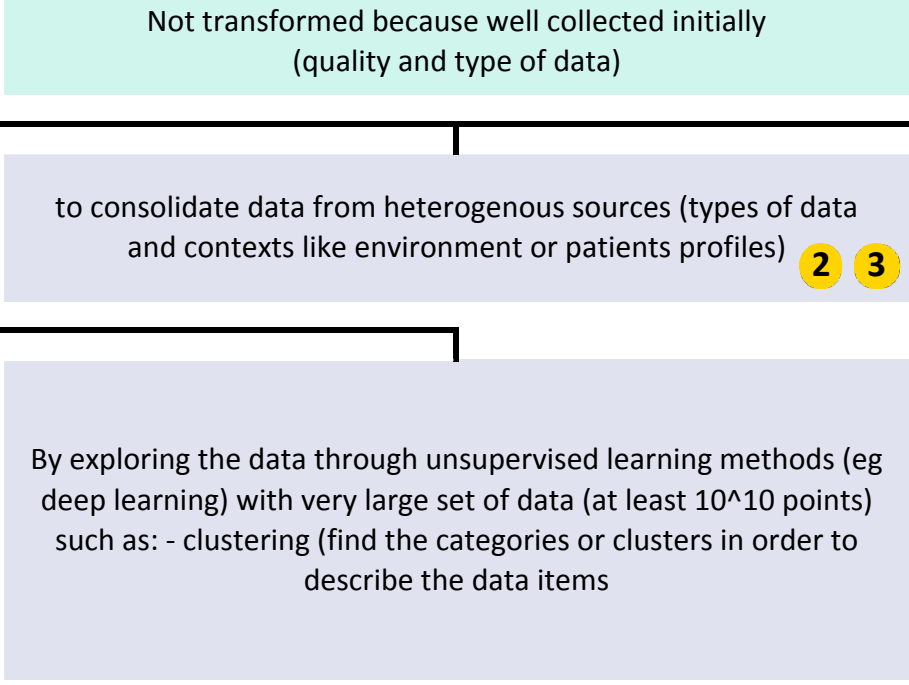 Not transformed because well collected initially
(quality and type of data)
to consolidate data from heterogenous sources (types of data
and contexts like environment or patients profiles)
2 3
By exploring the data through unsupervised learning methods (eg
deep learning) with very large set of data (at least 10^10 points)
such as: - clustering (find the categories or clusters in order to
describe the data items